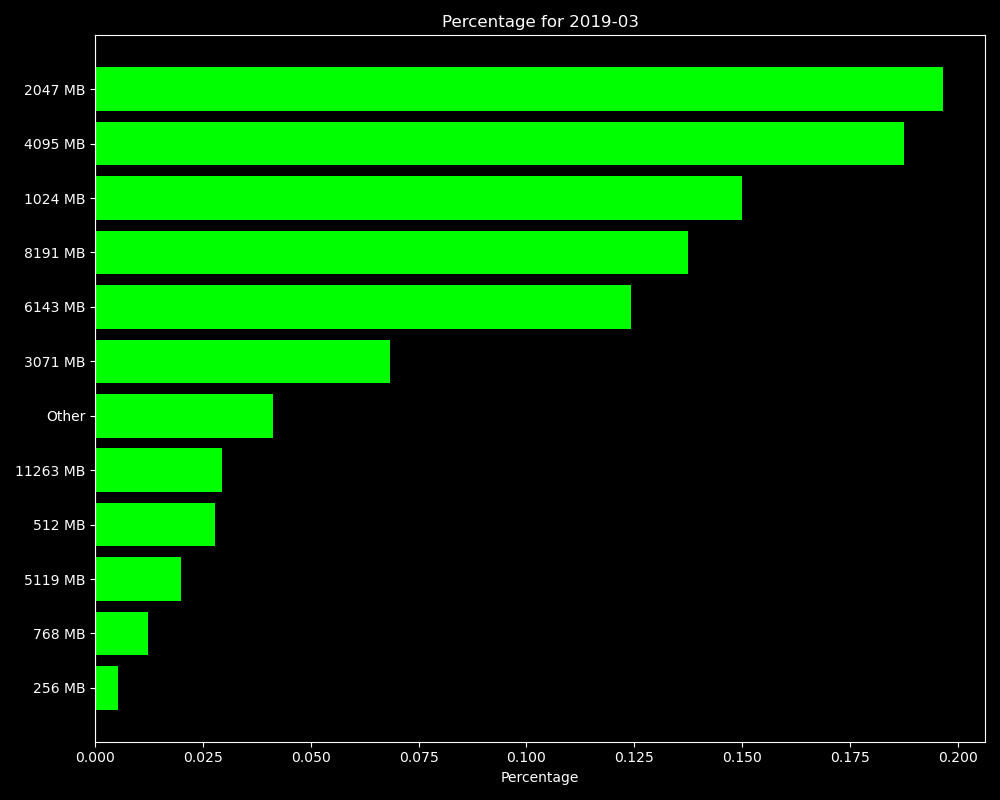 Percentage for 2019-03
2047 MB
4095 MB
1024 MB
8191 MB
6143 MB
3071 MB
Other
11263 MB
512 MB
5119 MB
768 MB
256 MB
0.000 0.025 0.050 0.075 0.100 0.125 0.150 0.175 0.200
Percentage